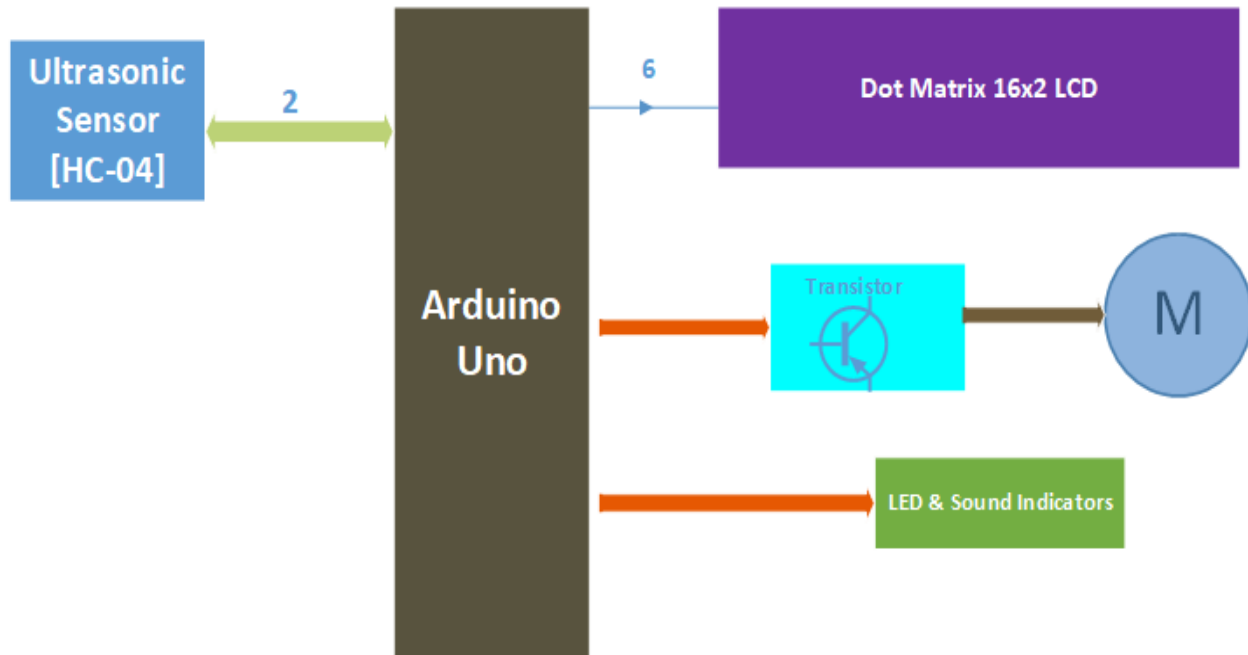 Ultrasonic
Sensor
[HC-04]
2
Arduino
Uno
6
Dot Matrix 16x2 LCD
Transistor
M
LED & Sound Indicators